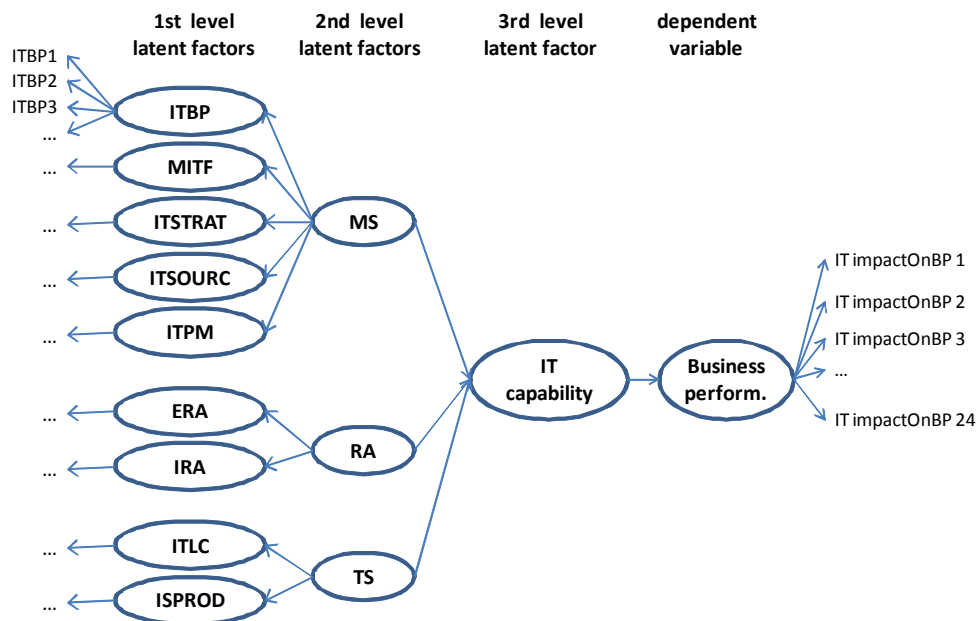 1st level
latent factors
2nd level
latent factors
3rd level
latent factor
dependent
variable
ITBP1
ITBP2
ITBP3
...
ITBP
...
MITF
...
ITSTRAT
...
ITSOURC
...
ITPM
MS
...
ERA
...
IRA
RA
...
ITLC
...
ISPROD
TS
IT
capability
Business
perform.
IT impactOnBP 1
IT impactOnBP 2
IT impactOnBP 3
...
IT impactOnBP 24